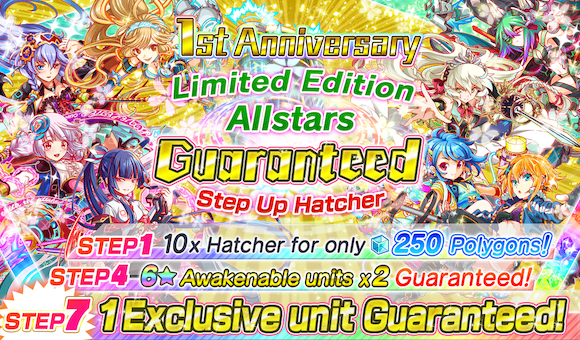 1st Anniversary
Limited Edition
Allstars
Guaranteed
Step Up Hatcher
STEP1 10x Hatcher for only 250 Polygons!
STEP4-6★ Awakenable units x2 Guaranteed!
STEP7 1 Exclusive unit Guaranteed!